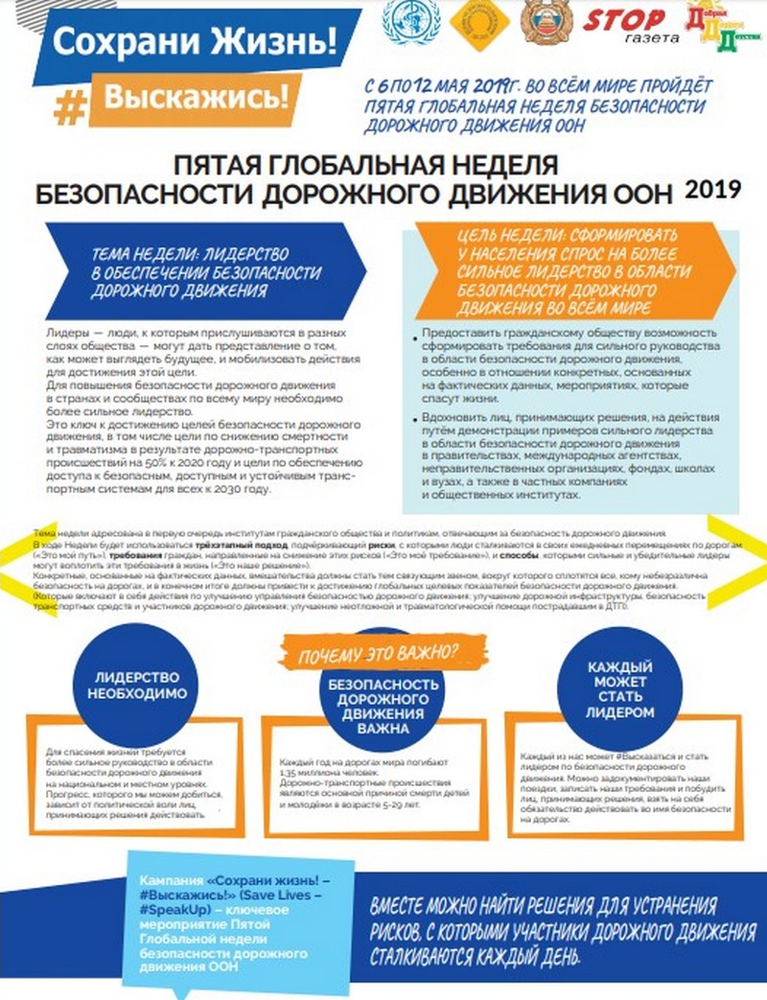 Сохрани Жизнь!
# Выскажись!
STOP
газета
Добрая
Дорога
Детства
С 6 ПО 12 МАЯ 2019г. ВО ВСЁМ МИРЕ ПРОЙДЁТ
ПЯТАЯ ГЛОБАЛЬНАЯ НЕДЕЛЯ БЕЗОПАСНОСТИ
ДОРОЖНОГО ДВИЖЕНИЯ ООН
ПЯТАЯ ГЛОБАЛЬНАЯ НЕДЕЛЯ
БЕЗОПАСНОСТИ ДОРОЖНОГО ДВИЖЕНИЯ ООН 2019
ТЕМА НЕДЕЛИ: ЛИДЕРСТВО
В ОБЕСПЕЧЕНИИ БЕЗОПАСНОСТИ
ДОРОЖНОГО ДВИЖЕНИЯ
Лидеры — люди, к которым прислушиваются в разных
слоях общества — могут дать представление о том,
как может выглядеть будущее, и мобилизовать действия
для достижения этой цели.
Для повышения безопасности дорожного движения
в странах и сообществах по всему миру необходимо
более сильное лидерство.
Это ключ к достижению целей безопасности дорожного
движения, в том числе цели по снижению смертности
и травматизма в результате дорожно-транспортных
происшествий на 50% к 2020 году и цели по обеспечению
доступа к безопасным, доступным и устойчивым транс-
портным системам для всех к 2030 году.
ЦЕЛЬ НЕДЕЛИ: СФОРМИРОВАТЬ
У НАСЕЛЕНИЯ СПРОС НА БОЛЕЕ
СИЛЬНОЕ ЛИДЕРСТВО В ОБЛАСТИ
БЕЗОПАСНОСТИ ДОРОЖНОГО
ДВИЖЕНИЯ ВО ВСЁМ МИРЕ
• Предоставить гражданскому обществу возможность
сформировать требования для сильного руководства
в области безопасности дорожного движения,
особенно в отношении конкретных, основанных
на фактических данных, мероприятиях, которые
спасут жизни.
• Вдохновить лиц, принимающих решения, на действия
путём демонстрации примеров сильного лидерства
в области безопасности дорожного движения
в правительствах, международных агентствах,
неправительственных организациях, фондах, школах
и вузах, а также в частных компаниях
и общественных институтах.
Тема недели адресована в первую очередь институтам гражданского общества и политикам, отвечающим за безопасность дорожного движения.
В ходе Недели будет использоваться трёхэтапный подход, подчёркивающий риски, с которыми люди сталкиваются в своих ежедневных перемещениях по дорогам
(«Это мой путь»), требования граждан, направленные на снижение этих рисков («Это моё требование»), и способы, которыми сильные и убедительные лидеры
могут воплотить эти требования в жизнь («Это наше решение»).
Конкретные, основанные на фактических данных, вмешательства должны стать тем связующим звеном, вокруг которого сплотятся все, кому небезразлична
безопасность на дорогах, и в конечном итоге должны привести к достижению глобальных целевых показателей безопасности дорожного движения.
(Которые включают в себя действия по улучшению управления безопасностью дорожного движения; улучшению дорожной инфраструктуры, безопасность
транспортных средств и участников дорожного движения; улучшению неотложной и травматологической помощи пострадавшим в ДТП).
ПОЧЕМУ ЭТО ВАЖНО?
ЛИДЕРСТВО
НЕОБХОДИМО
Для спасения жизней требуется
более сильное руководство в области
безопасности дорожного движения
на национальном и местном уровнях.
Прогресс, которого мы можем добиться,
зависит от политической воли лиц,
принимающих решения действовать.
БЕЗОПАСНОСТЬ
ДОРОЖНОГО
ДВИЖЕНИЯ
ВАЖНА
Каждый год на дорогах мира погибают
1,35 миллиона человек.
Дорожно-транспортные происшествия
являются основной причиной смерти детей
и молодёжи в возрасте 5-29 лет.
КАЖДЫЙ
МОЖЕТ
СТАТЬ
ЛИДЕРОМ
Каждый из нас может #Высказаться и стать
лидером по безопасности дорожного
движения. Можно задокументировать наши
поездки, записать наши требования и побудить
лиц, принимающих решения, взять на себя
обязательство действовать во имя безопасности
на дорогах.
Кампания «Сохрани жизнь! –
#Выскажись!» (Save Lives –
#SpeakUp) – ключевое
мероприятие Пятой
Глобальной недели
безопасности дорожного
движения ООН
ВМЕСТЕ МОЖНО НАЙТИ РЕШЕНИЯ ДЛЯ УСТРАНЕНИЯ
РИСКОВ, С КОТОРЫМИ УЧАСТНИКИ ДОРОЖНОГО ДВИЖЕНИЯ
СТАЛКИВАЮТСЯ КАЖДЫЙ ДЕНЬ.